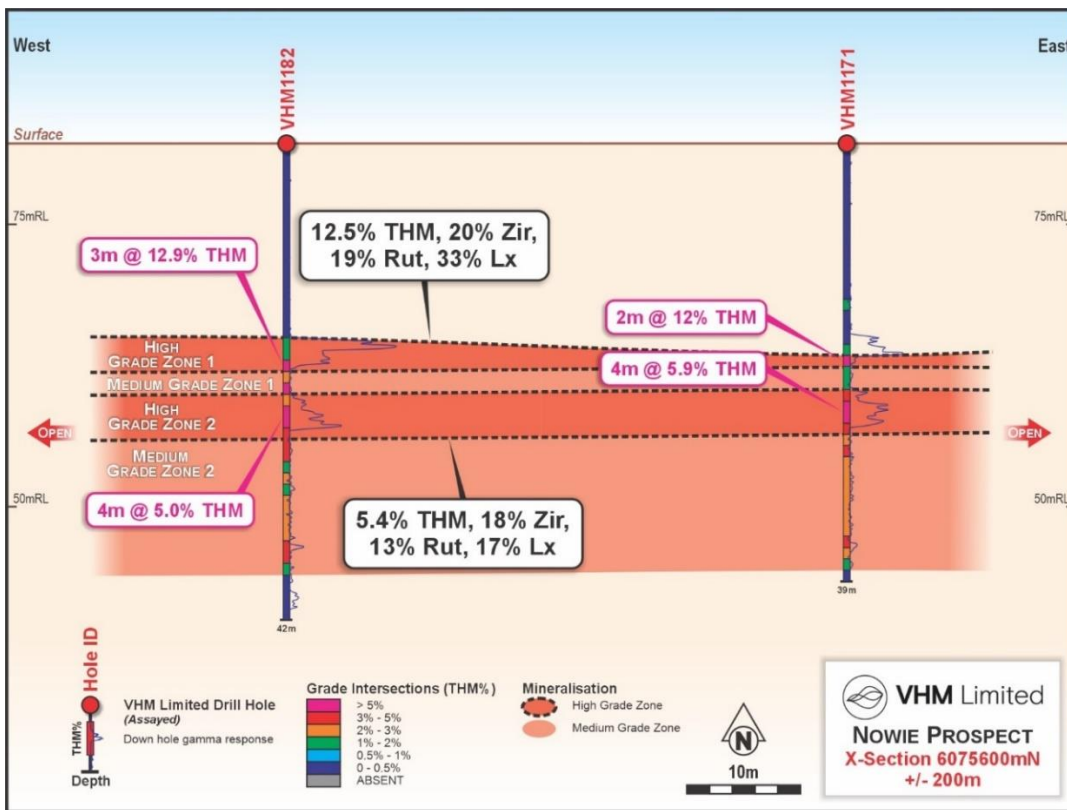 West
East
VHM1182
VHM1171
Surface
75mRL
75mRL
12.5% THM, 20% Zir,
19% Rut, 33% Lx
3m @ 12.9% THM
2m @ 12% THM
HIGH
GRADE ZONE 1
4m @ 5.9% THM
MEDIUM GRADE ZONE 1
HIGH
GRADE ZONE 2
OPEN
OPEN
MEDIUM
GRADE ZONE 2
50mRL
50mRL
4m @ 5.0% THM
5.4% THM, 18% Zir,
13% Rut, 17% Lx
39m
42m
Hole ID
THM%
Depth
VHM Limited Drill Hole
(Assayed)
Down hole gamma response
Grade Intersections (THM%)
> 5%
3% - 5%
2% - 3%
1% - 2%
0.5% - 1%
0 - 0.5%
ABSENT
Mineralisation
High Grade Zone
Medium Grade Zone
N
10m
VHM Limited
NOWIE PROSPECT
X-Section 6075600mN
+/- 200m